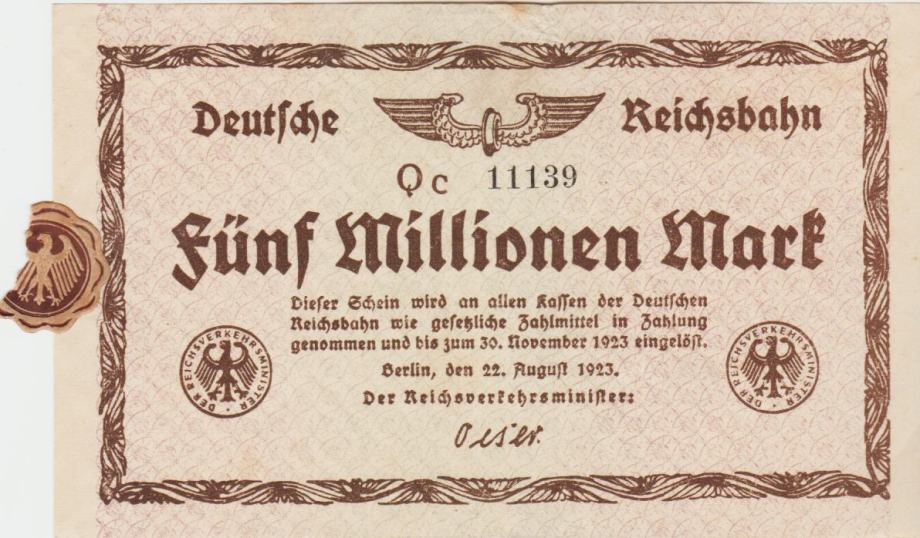 Deutsche Reichsbahn
Qc 11139
Fünf Millionen Mark
Dieser Schein wird an allen Kassen der Deutschen
Reichsbahn wie gesetzliche Zahlmittel in Zahlung
genommen und bis zum 30. November 1923 eingelöst.
Berlin, den 22. August 1923.
Der Reichsverkehrsminister:
Oeser.
DER REICHSVERKEHRSMINISTER
DER REICHSVERKEHRSMINISTER